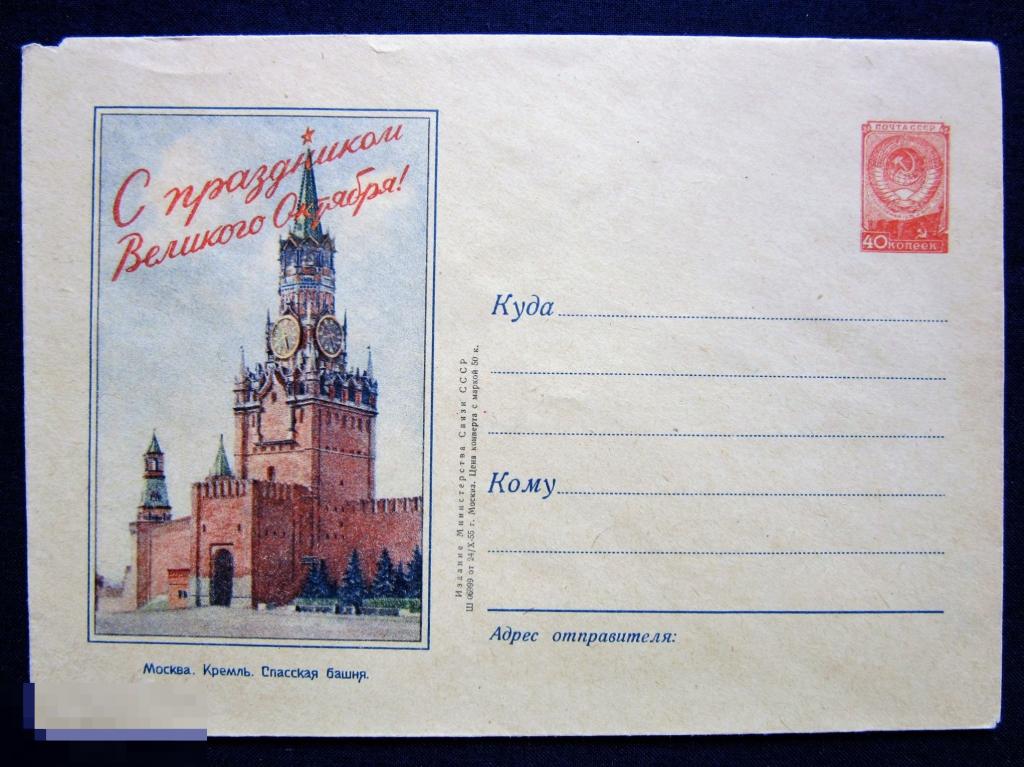 С праздником
Великого Октября!
Москва. Кремль. Спасская башня.
Издание Министерства Связи СССР
Ш 06999 от 24/X-55 г. Москва. Цена конверта с маркой 50 к.
ПОЧТА СССР
40 КОПЕЕК
Куда
Кому
Адрес отправителя: